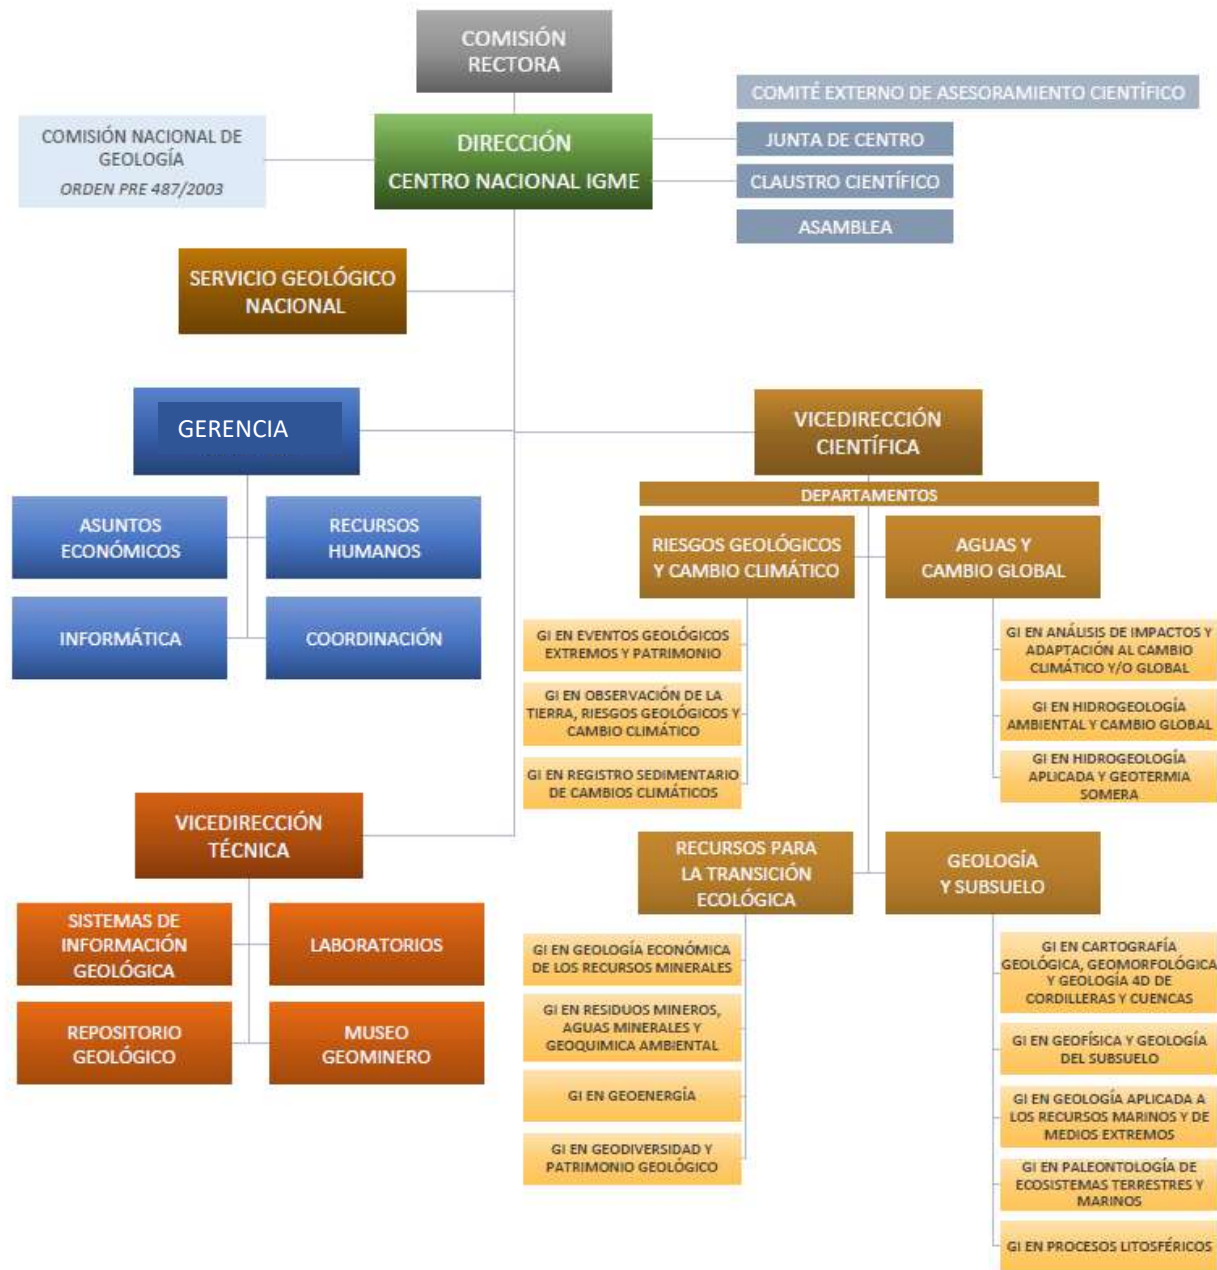 COMISIÓN
RECTORA
COMITÉ EXTERNO DE ASESORAMIENTO CIENTÍFICO
COMISIÓN NACIONAL DE
GEOLOGÍA
ORDEN PRE 487/2003
DIRECCIÓN
CENTRO NACIONAL IGME
JUNTA DE CENTRO
CLAUSTRO CIENTÍFICO
ASAMBLEA
SERVICIO GEOLÓGICO
NACIONAL
GERENCIA
ASUNTOS
ECONÓMICOS
RECURSOS
HUMANOS
INFORMÁTICA
COORDINACIÓN
VICEDIRECCIÓN
CIENTÍFICA
DEPARTAMENTOS
RIESGOS GEOLÓGICOS
Y CAMBIO CLIMÁTICO
AGUAS Y
CAMBIO GLOBAL
GI EN EVENTOS GEOLÓGICOS
EXTREMOS Y PATRIMONIO
GI EN OBSERVACIÓN DE LA
TIERRA, RIESGOS GEOLÓGICOS Y
CAMBIO CLIMÁTICO
GI EN REGISTRO SEDIMENTARIO
DE CAMBIOS CLIMÁTICOS
GI EN ANÁLISIS DE IMPACTOS Y
ADAPTACIÓN AL CAMBIO
CLIMÁTICO Y/O GLOBAL
GI EN HIDROGEOLOGÍA
AMBIENTAL Y CAMBIO GLOBAL
GI EN HIDROGEOLOGÍA
APLICADA Y GEOTERMIA
SOMERA
VICEDIRECCIÓN
TÉCNICA
SISTEMAS DE
INFORMACIÓN
GEOLÓGICA
LABORATORIOS
REPOSITORIO
GEOLÓGICO
MUSEO
GEOMINERO
RECURSOS PARA
LA TRANSICIÓN
ECOLÓGICA
GEOLOGÍA
Y SUBSUELO
GI EN GEOLOGÍA ECONÓMICA
DE LOS RECURSOS MINERALES
GI EN RESIDUOS MINEROS,
AGUAS MINERALES Y
GEOQUIMICA AMBIENTAL
GI EN GEOENERGÍA
GI EN GEODIVERSIDAD Y
PATRIMONIO GEOLÓGICO
GI EN CARTOGRAFÍA
GEOLÓGICA, GEOMORFOLÓGICA
Y GEOLOGÍA 4D DE
CORDILLERAS Y CUENCAS
GI EN GEOFÍSICA Y GEOLOGÍA
DEL SUBSUELO
GI EN GEOLOGÍA APLICADA A
LOS RECURSOS MARINOS Y DE
MEDIOS EXTREMOS
GI EN PALEONTOLOGÍA DE
ECOSISTEMAS TERRESTRES Y
MARINOS
GI EN PROCESOS LITOSFÉRICOS